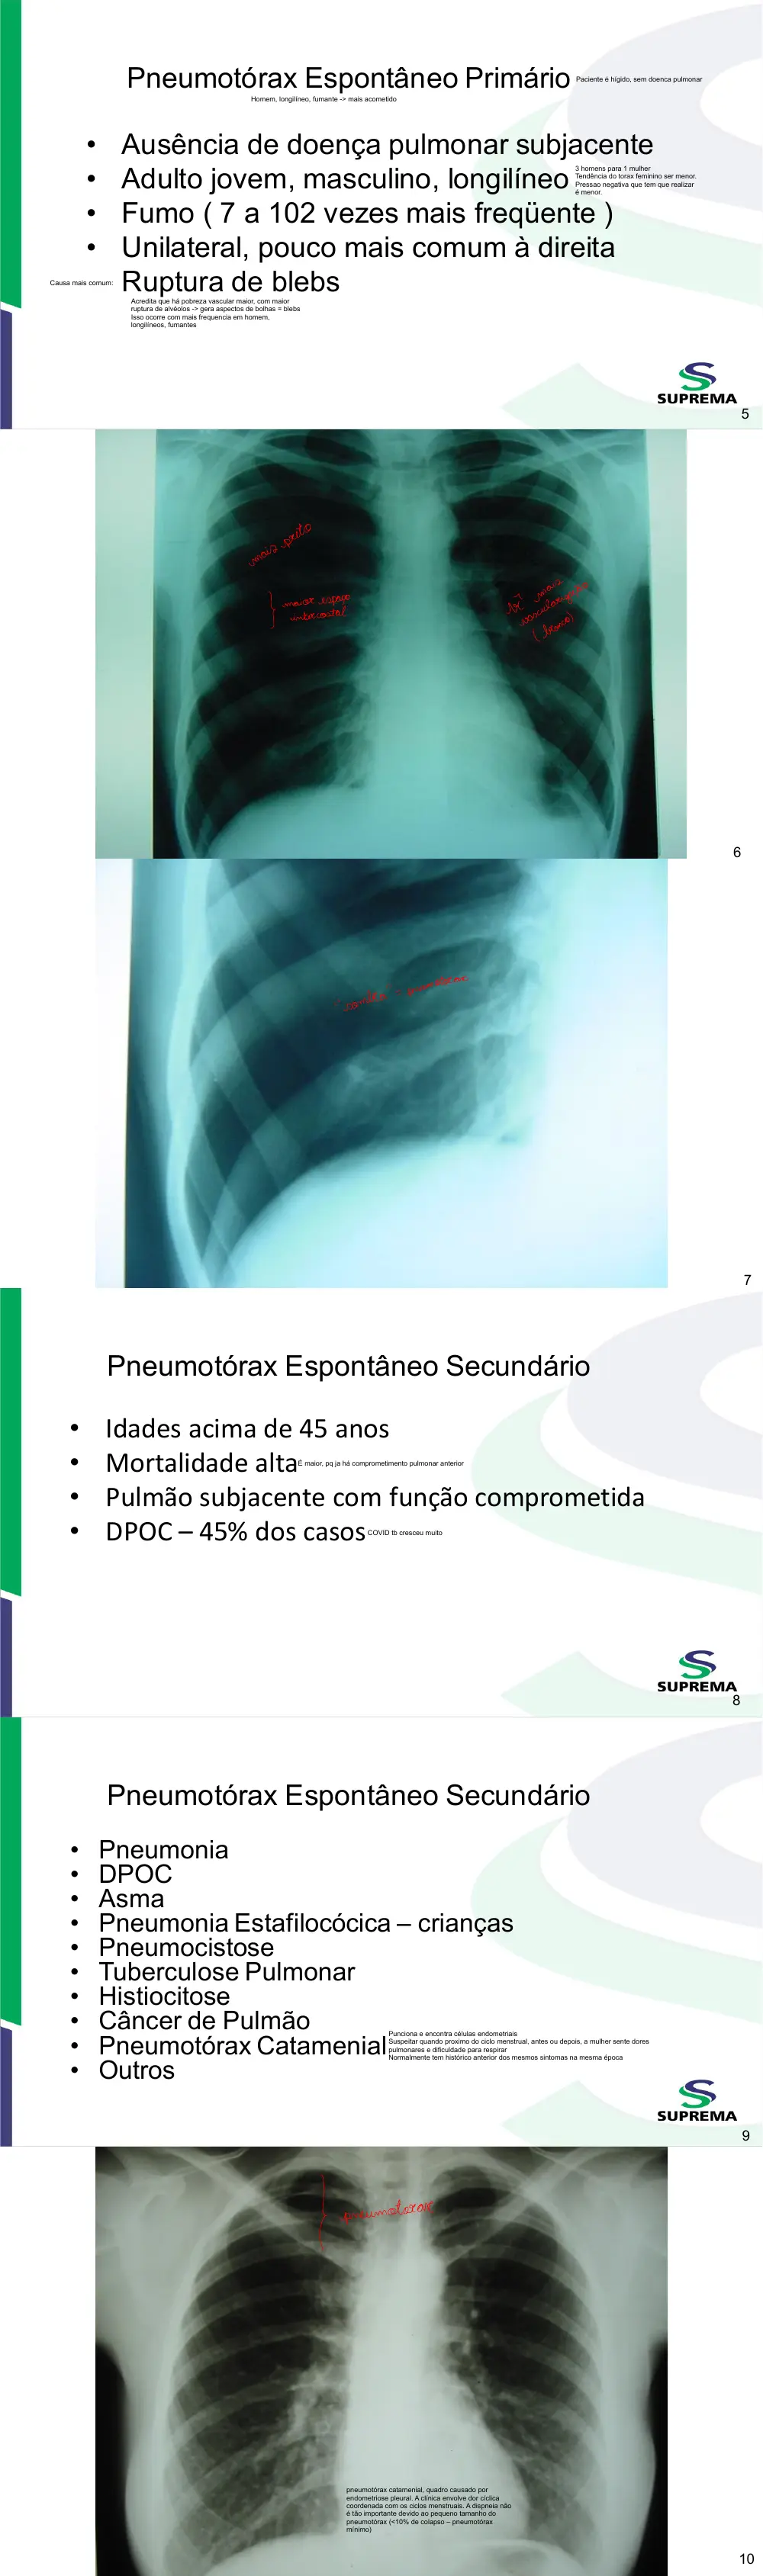 Pneumotórax Espontâneo Primário
Paciente é hígido, sem doenca pulmonar
Homem, longilíneo, fumante -> mais acometido
• Ausência de doença pulmonar subjacente
• Adulto jovem, masculino, longilíneo
3 homens para 1 mulher
Tendência do torax feminino ser menor.
Pressao negativa que tem que realizar
é menor.
• Fumo ( 7 a 102 vezes mais freqüente )
• Unilateral, pouco mais comum à direita
Causa mais comum:
Ruptura de blebs
Acredita que há pobreza vascular maior, com maior
ruptura de alvéolos -> gera aspectos de bolhas = blebs
Isso ocorre com mais frequencia em homem,
longilíneos, fumantes
SUPREMA
5
mais preto
} maior espaço
intercostal
mais
vascularizado
(branco)
6
pneumotórax
7
Pneumotórax Espontâneo Secundário
• Idades acima de 45 anos
• Mortalidade alta
É maior, pq ja há comprometimento pulmonar anterior
• Pulmão subjacente com função comprometida
• DPOC – 45% dos casos
COVID tb cresceu muito
SUPREMA
8
Pneumotórax Espontâneo Secundário
• Pneumonia
• DPOC
• Asma
• Pneumonia Estafilocócica – crianças
• Pneumocistose
• Tuberculose Pulmonar
• Histiocitose
• Câncer de Pulmão
• Pneumotórax Catamenial
Punciona e encontra células endometriais
Suspeitar quando proximo do ciclo menstrual, antes ou depois, a mulher sente dores
pulmonares e dificuldade para respirar
Normalmente tem histórico anterior dos mesmos sintomas na mesma época
• Outros
SUPREMA
9
pneumotorax
pneumotórax catamenial, quadro causado por
endometriose pleural. A clínica envolve dor cíclica
coordenada com os ciclos menstruais. A dispneia não
é tão importante devido ao pequeno tamanho do
pneumotórax (<10% de colapso – pneumotórax
mínimo)
10